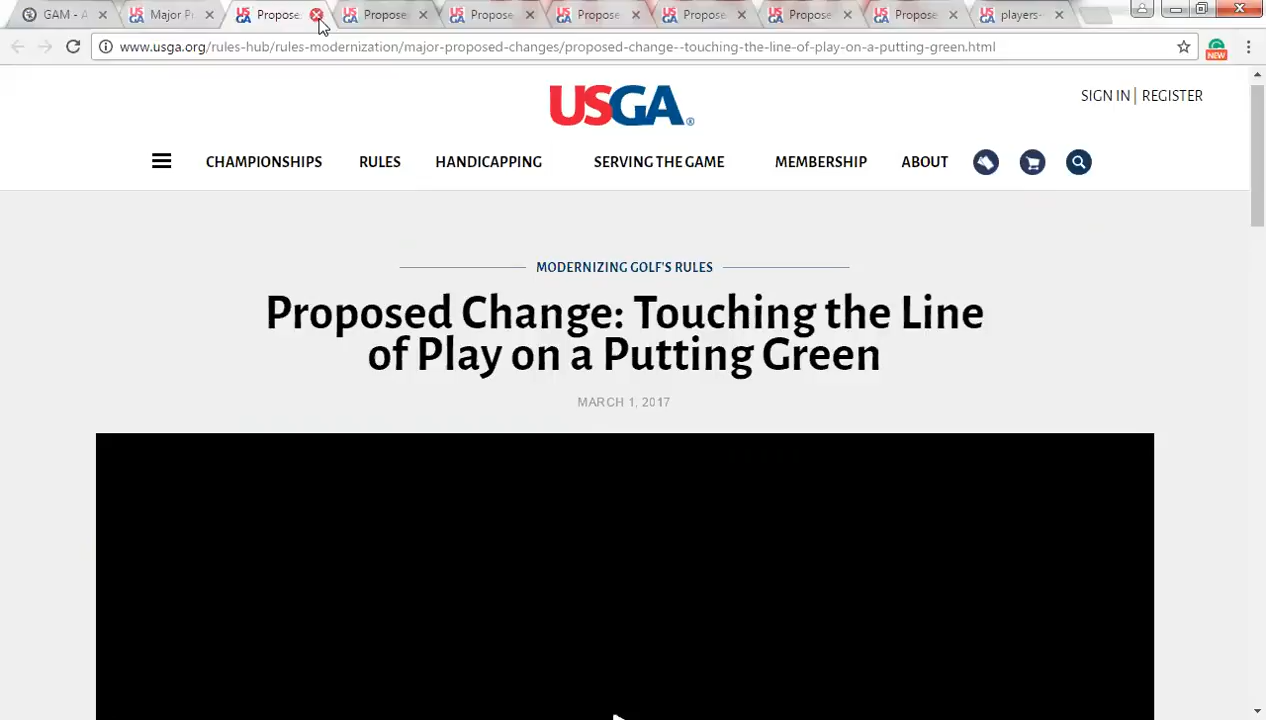 GAM - A
Major P
Propose
Propose
Propose
Propose
Propose
Propose
Propose
players-
www.usga.org/rules-hub/rules-modernization/major-proposed-changes/proposed-change--touching-the-line-of-play-on-a-putting-green.html
NEW
SIGN IN | REGISTER
USGA®
CHAMPIONSHIPS RULES HANDICAPPING SERVING THE GAME MEMBERSHIP ABOUT
MODERNIZING GOLF'S RULES
Proposed Change: Touching the Line
of Play on a Putting Green
MARCH 1, 2017